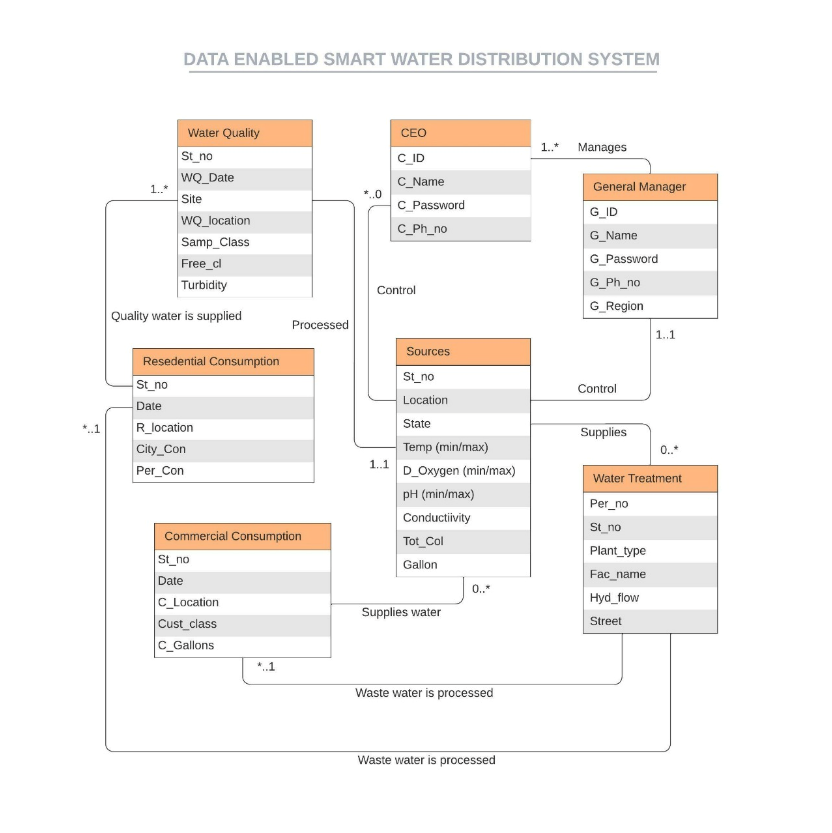 DATA ENABLED SMART WATER DISTRIBUTION SYSTEM
Water Quality
St_no
WQ_Date
Site
WQ_location
Samp_Class
Free_cl
Turbidity
CEO
C_ID
C_Name
C_Password
C_Ph_no
1..*
Manages
General Manager
G_ID
G_Name
G_Password
G_Ph_no
G_Region
1..*
*..0
Control
Quality water is supplied
Processed
1..1
Resedential Consumption
St_no
Date
R_location
City_Con
Per_Con
*..1
Sources
St_no
Location
State
Temp (min/max)
D_Oxygen (min/max)
pH (min/max)
Conductiivity
Tot_Col
Gallon
1..1
Control
Supplies
0..*
Water Treatment
Per_no
St_no
Plant_type
Fac_name
Hyd_flow
Street
Commercial Consumption
St_no
Date
C_Location
Cust_class
C_Gallons
0..*
Supplies water
*..1
Waste water is processed
Waste water is processed